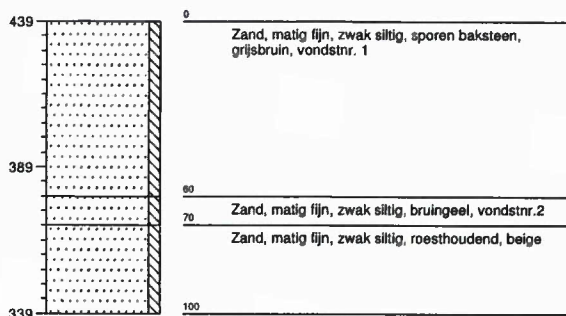 439
0
Zand, matig fijn, zwak siltig, sporen baksteen,
grijsbruin, vondstnr. 1
389
60
Zand, matig fijn, zwak siltig, bruingeel, vondstnr.2
70
Zand, matig fijn, zwak siltig, roesthoudend, beige
339
100